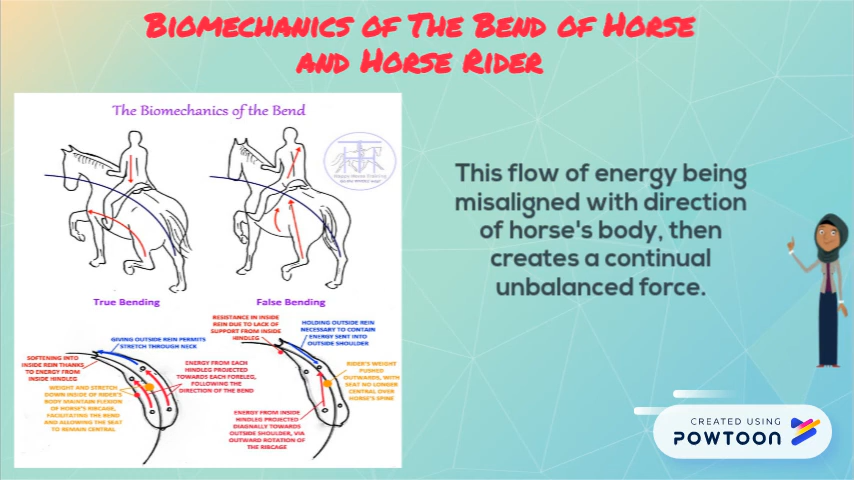 Biomechanics of The Bend of Horse
and Horse Rider
The Biomechanics of the Bend
True Bending
False Bending
GIVING OUTSIDE REIN PERMITS
STRETCH THROUGH NECK
SOFTENING INTO
INSIDE REIN THANKS
TO ENERGY FROM
INSIDE HINDLEG
WEIGHT AND STRETCH
DOWN INSIDE OF RIDER'S
BODY MAINTAIN FLEXION
OF HORSE'S RIBCAGE,
FACILITATING THE BEND
AND ALLOWING THE SEAT
TO REMAIN CENTRAL
ENERGY FROM EACH
HINDLEG PROJECTED
TOWARDS EACH FORELEG,
FOLLOWING THE
DIRECTION OF THE BEND
RESISTANCE IN INSIDE
REIN DUE TO LACK OF
SUPPORT FROM INSIDE
HINDLEG
HOLDING OUTSIDE REIN
NECESSARY TO CONTAIN
ENERGY SENT INTO
OUTSIDE SHOULDER
RIDER'S WEIGHT
PUSHED
OUTWARDS, WITH
SEAT NO LONGER
CENTRAL OVER
HORSE'S SPINE
ENERGY FROM INSIDE
HINDLEG PROJECTED
DIAGNALLY TOWARDS
OUTSIDE SHOULDER, VIA
OUTWARD ROTATION OF
THE RIBCAGE
This flow of energy being
misaligned with direction
of horse's body, then
creates a continual
unbalanced force.
CREATED USING
POWTOON